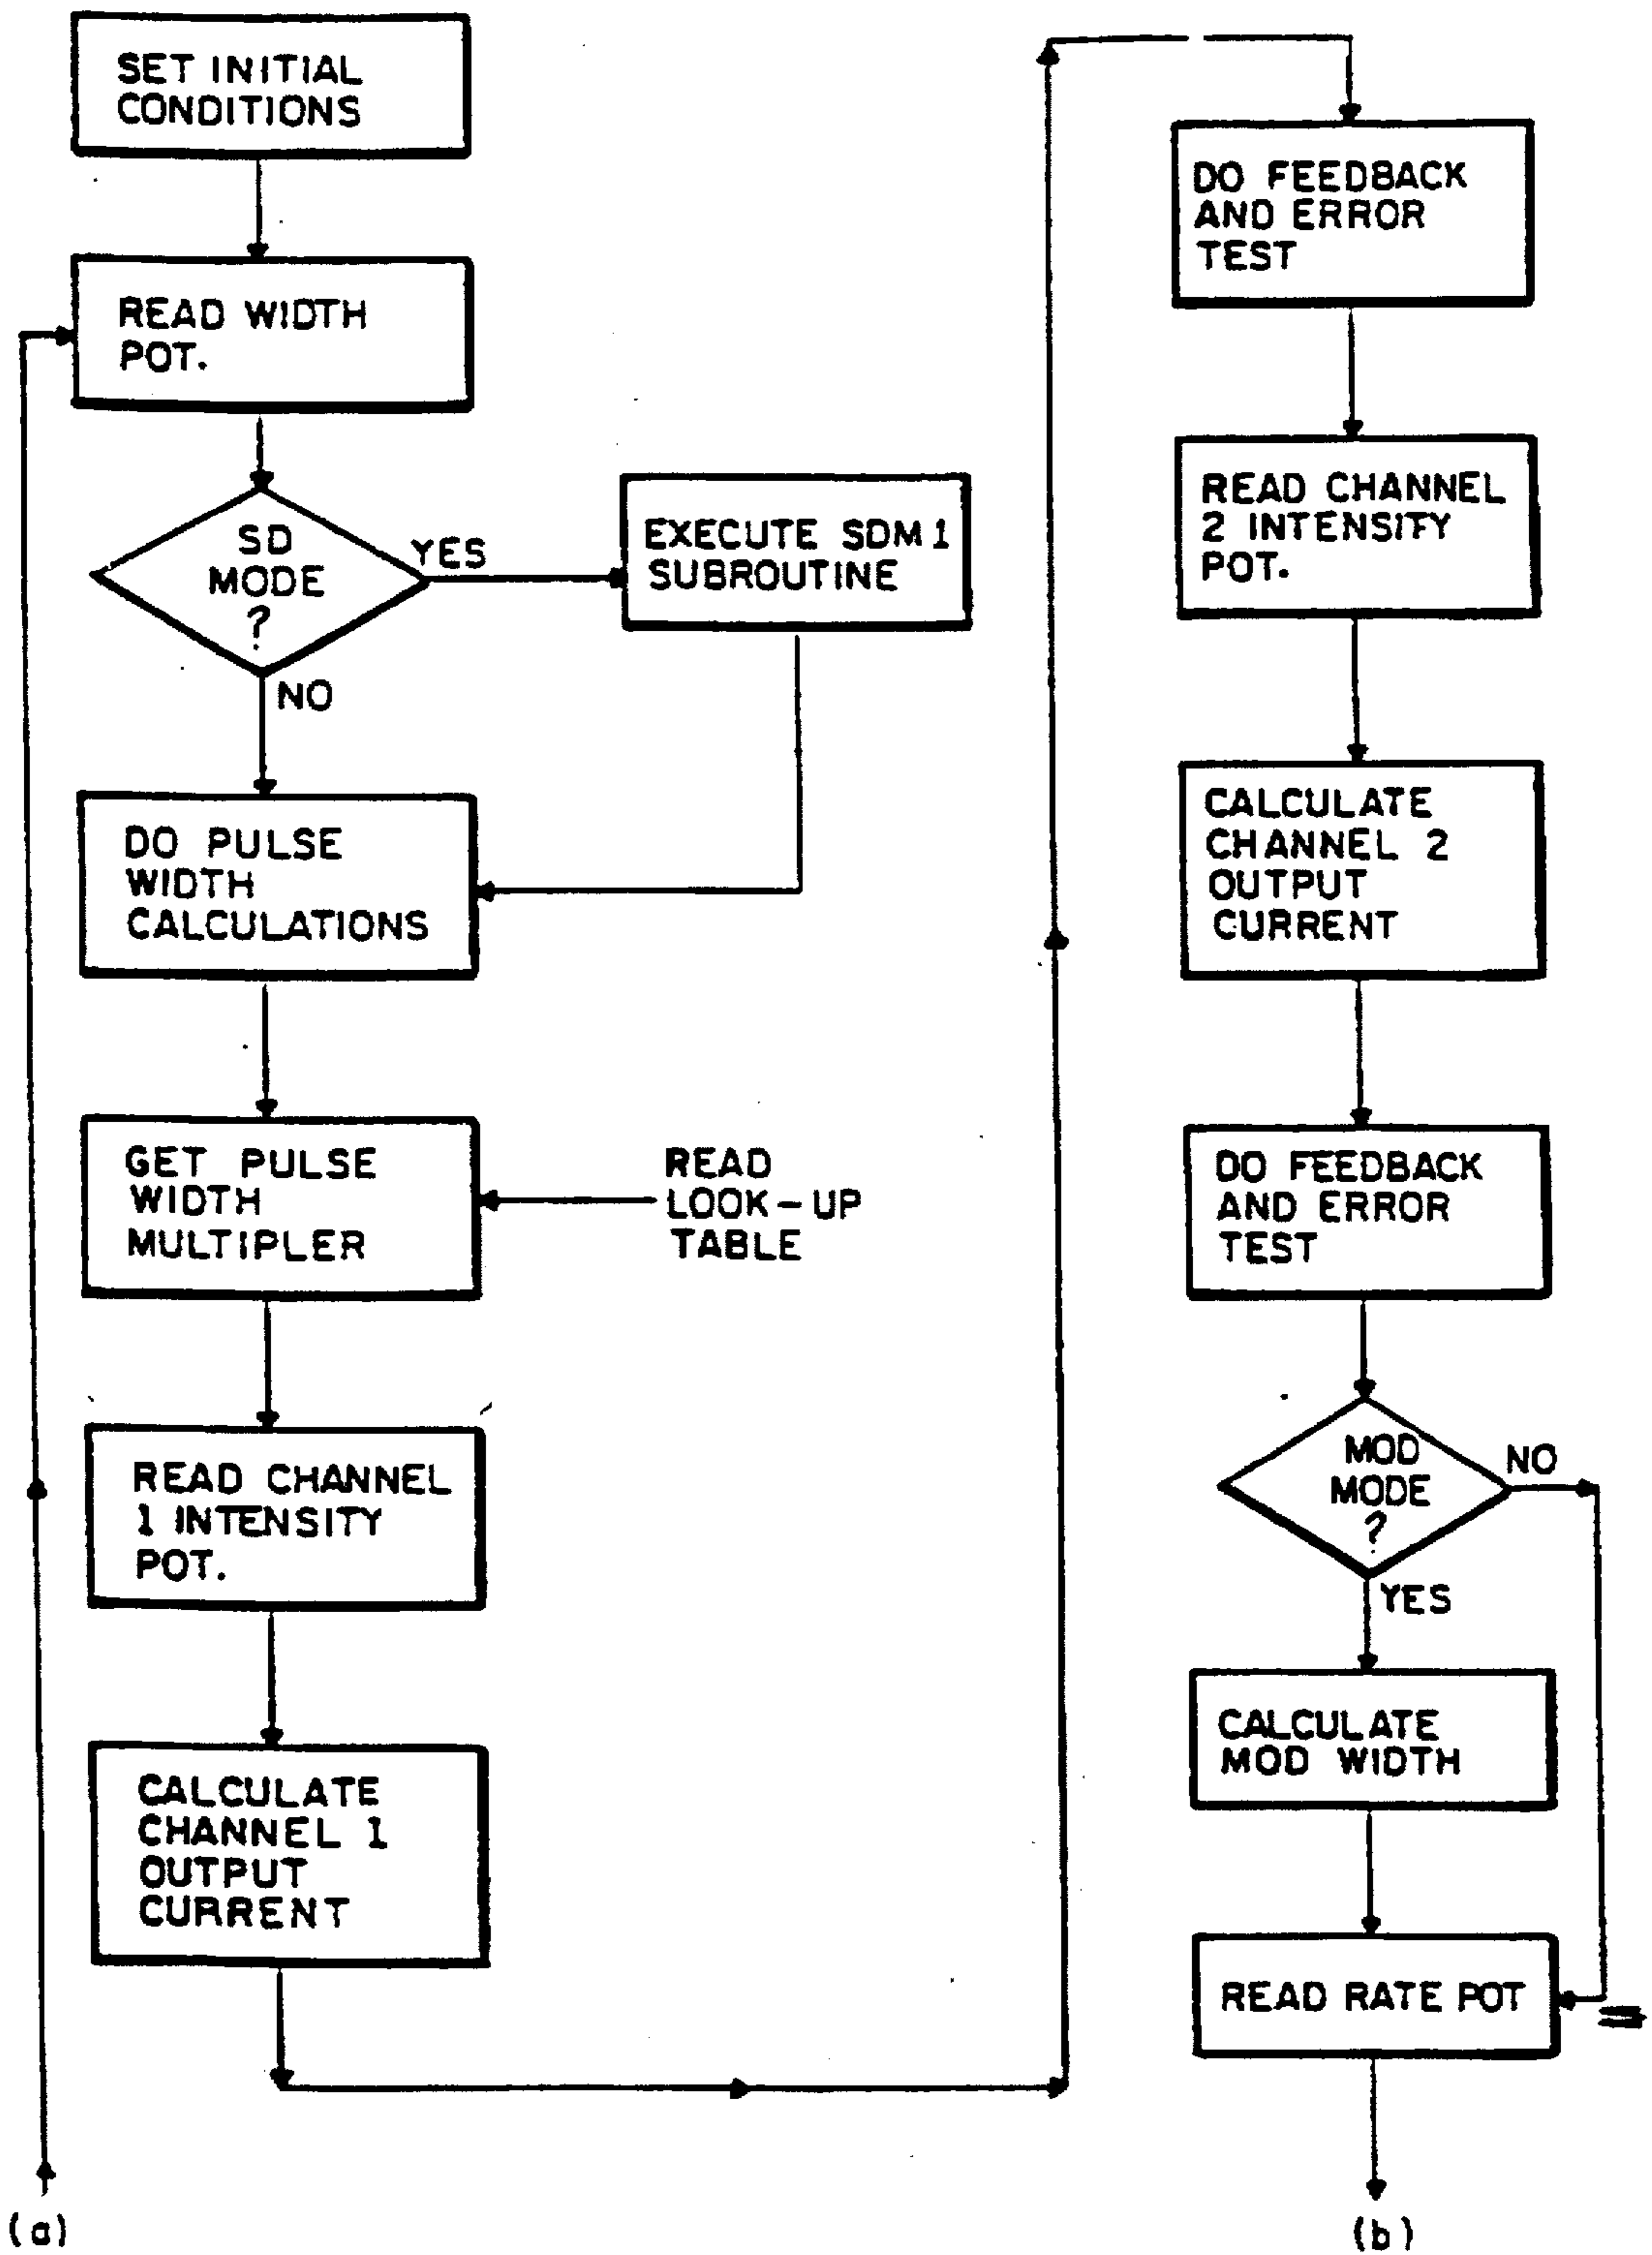 SET INITIAL
CONDITIONS
READ WIDTH
POT.
SD
MODE
?
YES
NO
EXECUTE SDM 1
SUBROUTINE
DO PULSE
WIDTH
CALCULATIONS
GET PULSE
WIDTH
MULTIPLER
READ
LOOK-UP
TABLE
READ CHANNEL
1 INTENSITY
POT.
CALCULATE
CHANNEL 1
OUTPUT
CURRENT
(a)
DO FEEDBACK
AND ERROR
TEST
READ CHANNEL
2 INTENSITY
POT.
CALCULATE
CHANNEL 2
OUTPUT
CURRENT
DO FEEDBACK
AND ERROR
TEST
MOD
MODE
?
NO
YES
CALCULATE
MOD WIDTH
READ RATE POT
(b)